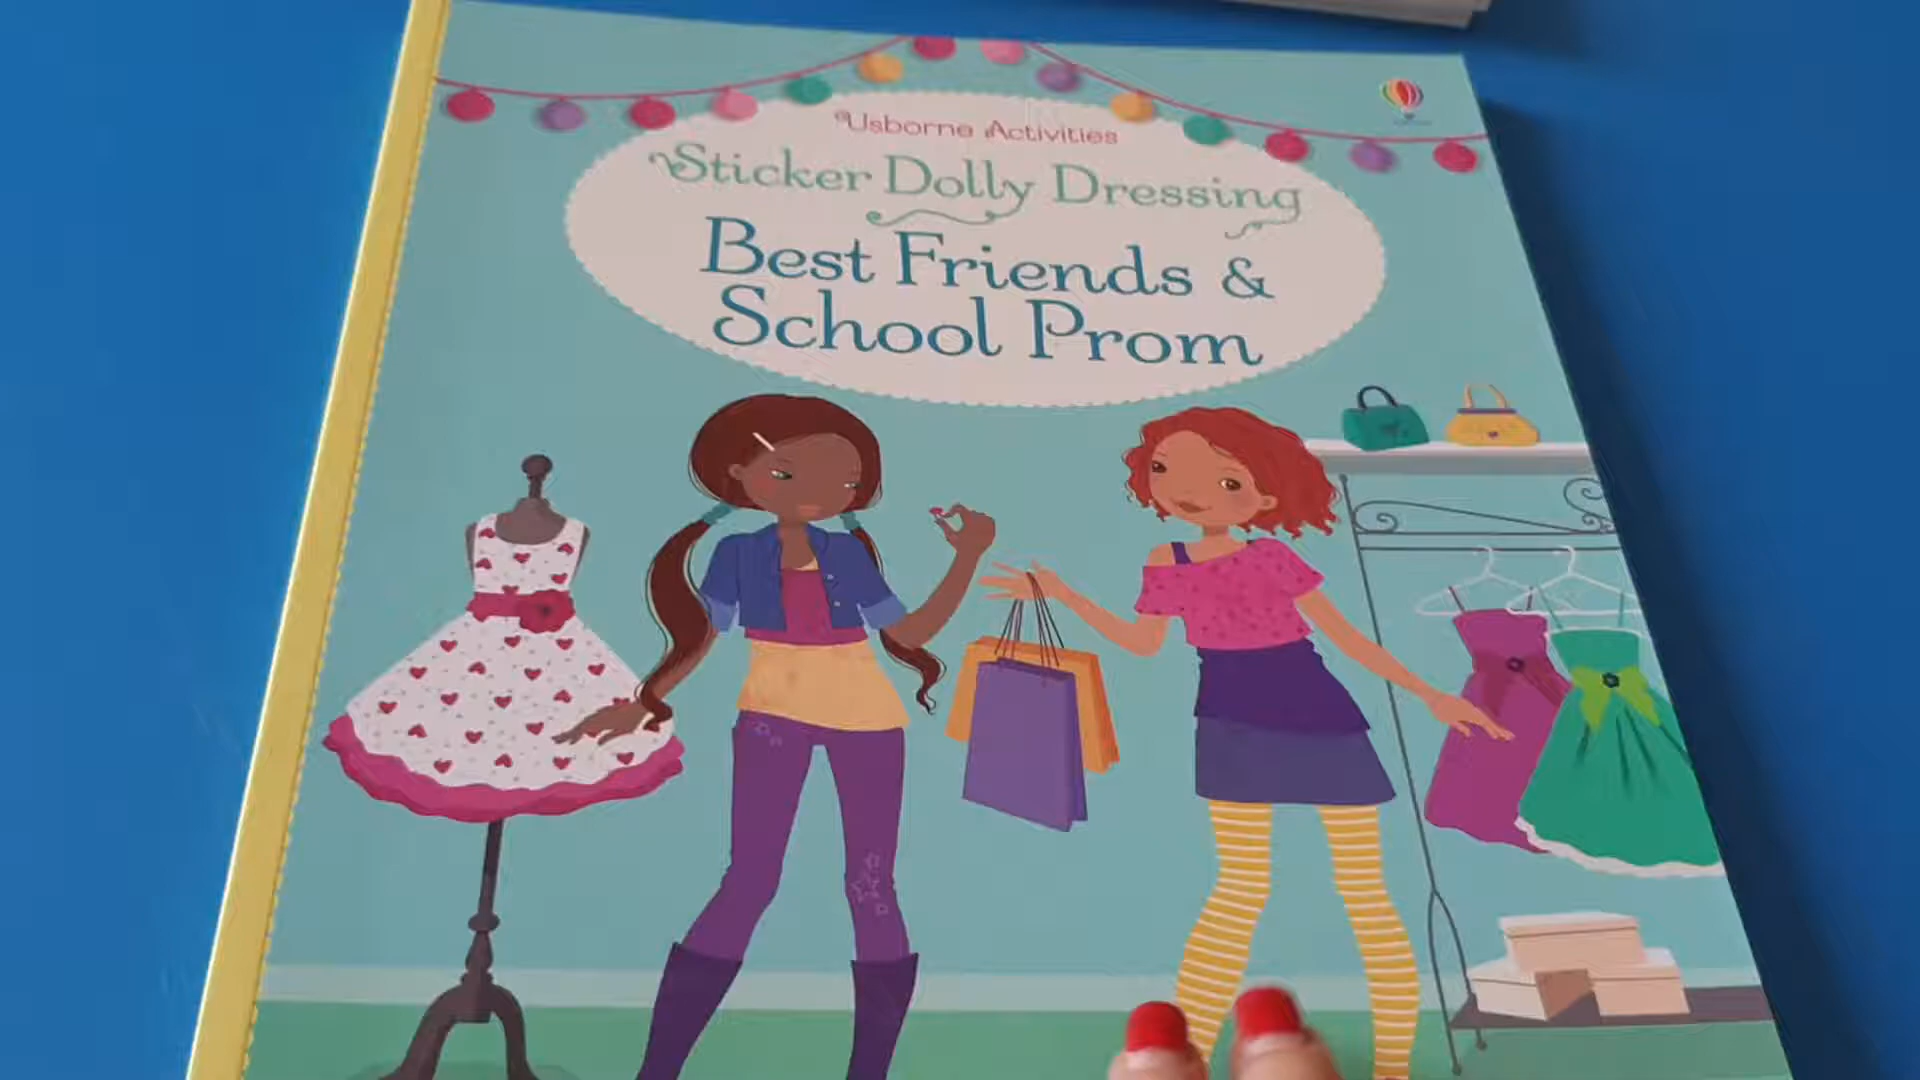 Usborne Activities
Sticker Dolly Dressing
Best Friends &
School Prom